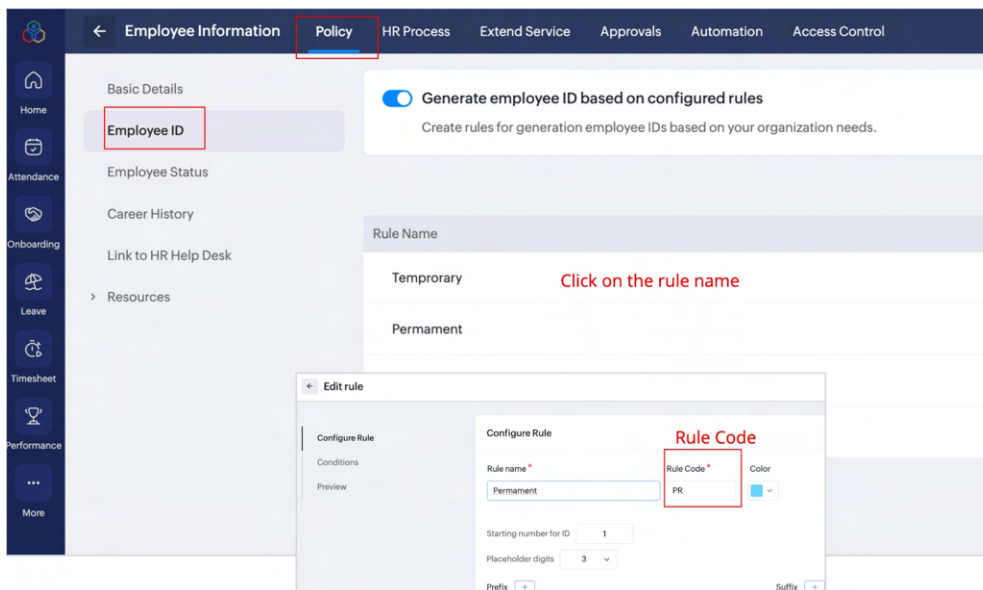 Employee Information
Policy
HR Process
Extend Service
Approvals
Automation
Access Control
Home
Attendance
Onboarding
Leave
Timesheet
Performance
More
Basic Details
Employee ID
Employee Status
Career History
Link to HR Help Desk
Resources
Generate employee ID based on configured rules
Create rules for generation employee IDs based on your organization needs.
Rule Name
Temprorary
Click on the rule name
Permament
Edit rule
Configure Rule
Conditions
Preview
Configure Rule
Rule Code
Rule name *
Rule Code *
Color
Permament
PR
Starting number for ID
1
Placeholder digits
3
Prefix +
Suffix +